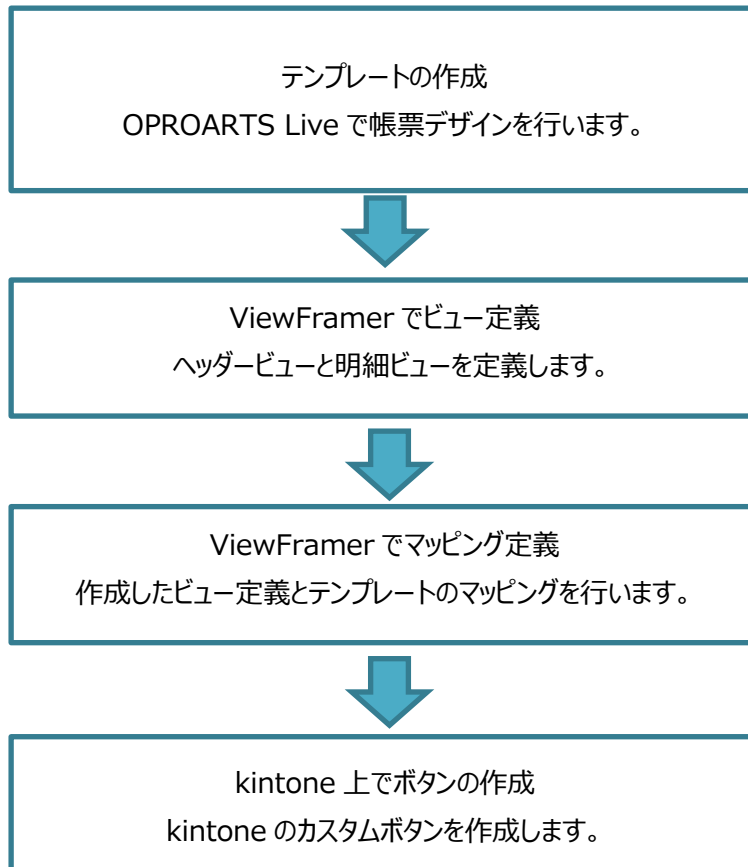 テンプレートの作成
OPROARTS Live で帳票デザインを行います。
ViewFramer でビュー定義
ヘッダービューと明細ビューを定義します。
ViewFramer でマッピング定義
作成したビュー定義とテンプレートのマッピングを行います。
kintone 上でボタンの作成
kintone のカスタムボタンを作成します。